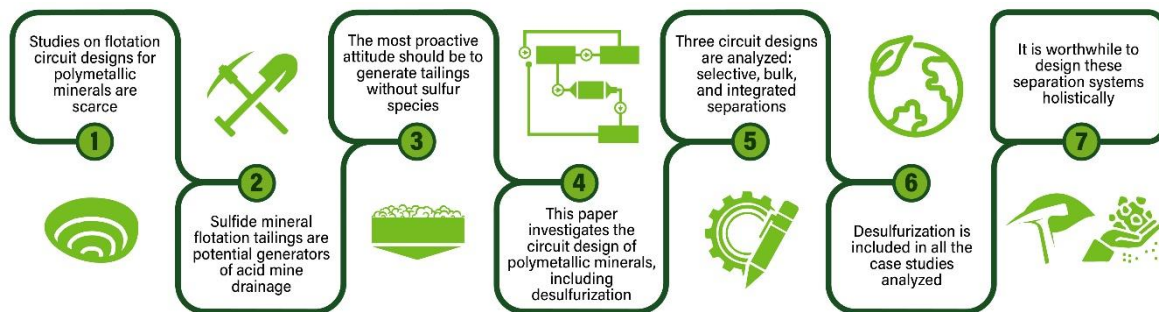 Studies on flotation
circuit designs for
polymetallic
minerals are
scarce
1
2
Sulfide mineral
flotation tailings are
potential generators
of acid mine
drainage
The most proactive
attitude should be to
generate tailings
without sulfur
species
3
4
This paper
investigates the
circuit design of
polymetallic minerals,
including
desulfurization
Three circuit designs
are analyzed:
selective, bulk,
and integrated
separations
5
6
Desulfurization is
included in all the
case studies
analyzed
It is worthwhile to
design these
separation systems
holistically
7